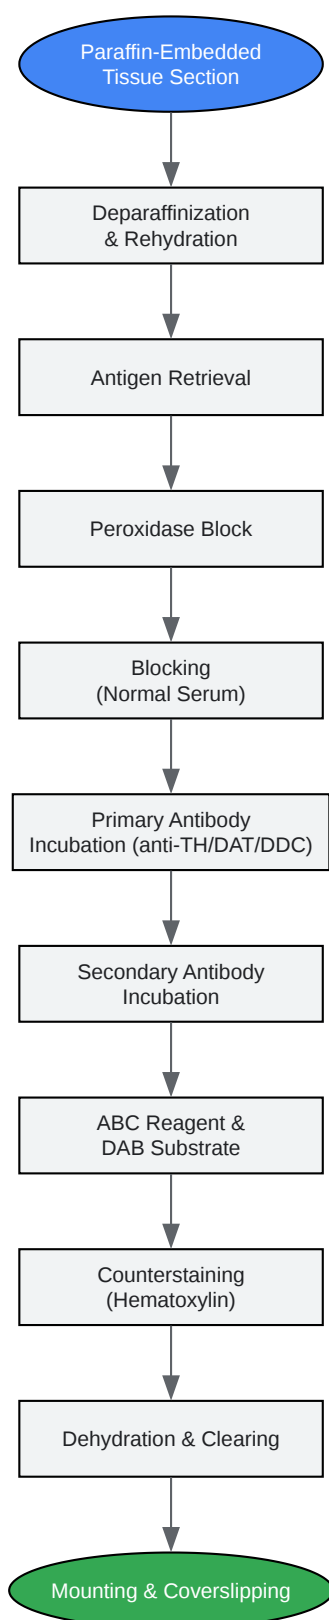 Paraffin-Embedded
Tissue Section
Deparaffinization
& Rehydration
Antigen Retrieval
Peroxidase Block
Blocking
(Normal Serum)
Primary Antibody
Incubation (anti-TH/DAT/DDC)
Secondary Antibody
Incubation
ABC Reagent &
DAB Substrate
Counterstaining
(Hematoxylin)
Dehydration & Clearing
Mounting & Coverslipping